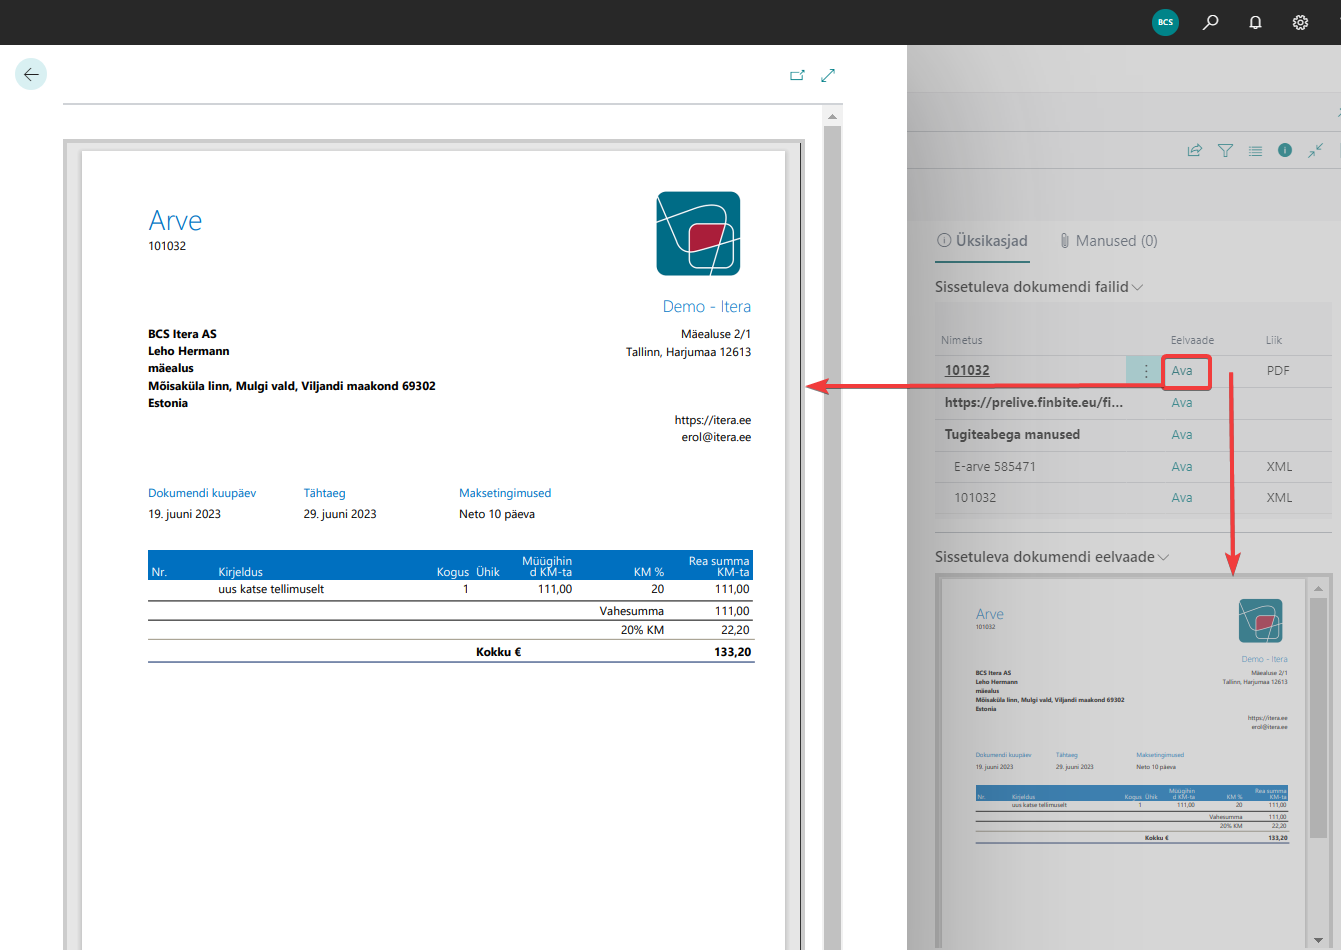 BCS
Arve
101032
Demo - Itera
BCS Itera AS
Mäealuse 2/1
Leho Hermann
Tallinn, Harjumaa 12613
mäealus
Mõisaküla linn, Mulgi vald, Viljandi maakond 69302
Estonia
https://itera.ee
erol@itera.ee
Dokumendi kuupäev Tähtaeg Maksetingimused
19. juuni 2023 29. juuni 2023 Neto 10 päeva
Müügihin Rea summa
Nr. Kirjeldus Kogus Ühik d KM-ta KM % KM-ta
uus katse tellimuselt 1 111,00 20 111,00
Vahesumma 111,00
20% KM 22,20
Kokku € 133,20
Üksikasjad Manused (0)
Sissetuleva dokumendi failid
Nimetus Eelvaade Liik
101032 Ava PDF
https://prelive.finbite.eu/fi... Ava
Tugiteabega manused Ava
E-arve 585471 Ava XML
101032 Ava XML
Sissetuleva dokumendi eelvaade
Arve
101032
Demo - Itera
BCS Itera AS
Mäealuse 2/1
Leho Hermann
Tallinn, Harjumaa 12613
mäealus
Mõisaküla linn, Mulgi vald, Viljandi maakond 69302
Estonia
https://itera.ee
erol@itera.ee
Dokumendi kuupäev Tähtaeg Maksetingimused
19. juuni 2023 29. juuni 2023 Neto 10 päeva
Müügihin Rea summa
Nr. Kirjeldus Kogus Ühik d KM-ta KM % KM-ta
uus katse tellimuselt 1 111,00 20 111,00
Vahesumma 111,00
20% KM 22,20
Kokku € 133,20